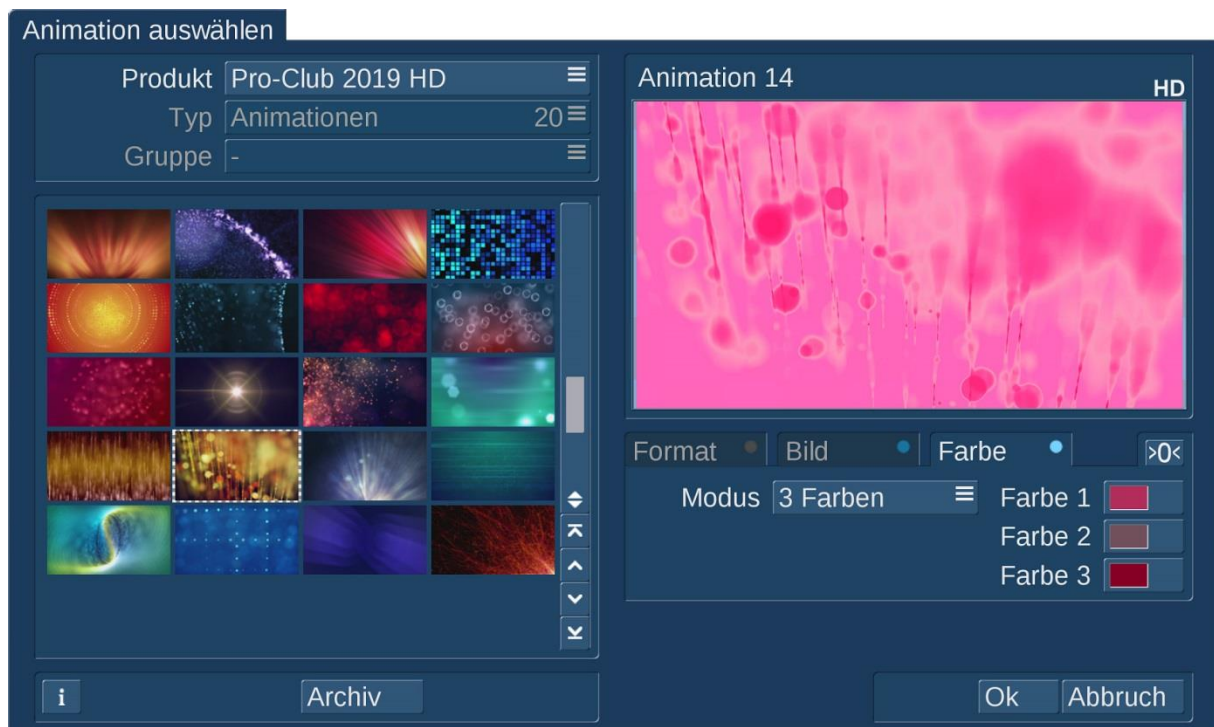 Animation auswählen
Produkt Pro-Club 2019 HD
Typ Animationen 20
Gruppe -
Animation 14
HD
Format Bild Farbe >0<
Modus 3 Farben
Farbe 1
Farbe 2
Farbe 3
i
Archiv
Ok Abbruch